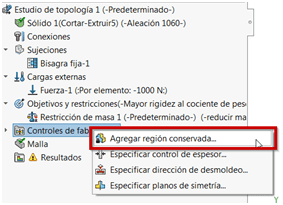 Estudio de topología 1 (-Predeterminado-)
Sólido 1(Cortar-Extruir5) (-Aleación 1060-)
Conexiones
Sujeciones
Bisagra fija-1
Cargas externas
Fuerza-1 (:Por elemento: -1000 N:)
Objetivos y restricciones(-Mayor rigidez al cociente de pes
Restricción de masa 1 (-Predeterminado-) (-reducir ma
Controles de fab
Agregar región conservada...
Malla
Especificar control de espesor...
Resultados
Especificar dirección de desmoldeo...
Especificar planos de simetría...
Y